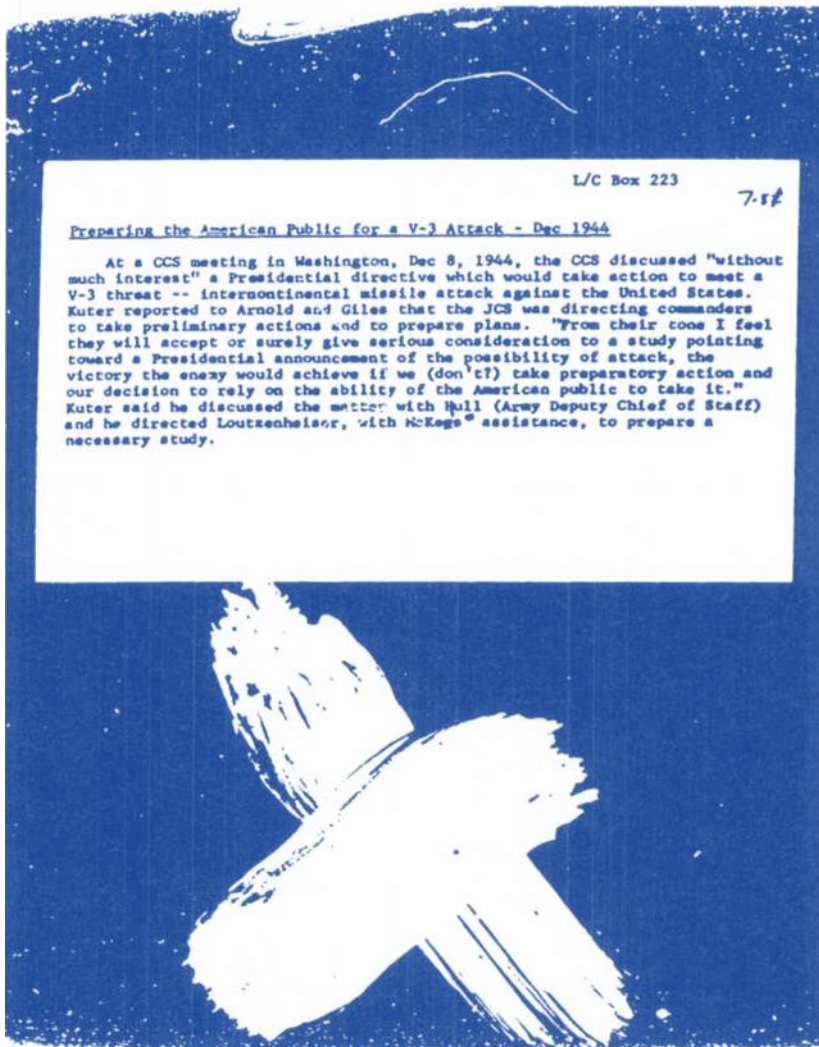 L/C Box 223
Preparing the American Public for a V-3 Attack - Dec 1944
At a CCS meeting in Washington, Dec 8, 1944, the CCS discussed "without
much interest" a Presidential directive which would take action to meet a
V-3 threat -- interncontinental missile attack against the United States.
Kuter reported to Arnold and Giles that the JCS was directing commanders
to take preliminary actions and to prepare plans. "From their tone I feel
they will accept or surely give serious consideration to a study pointing
toward a Presidential announcement of the possibility of attack, the
victory the enemy would achieve if we (don't?) take preparatory action and
our decision to rely on the ability of the American public to take it."
Kuter said he discussed the matter with Hull (Army Deputy Chief of Staff)
and he directed Loutzenheiser, with assistance, to prepare a
necessary study.